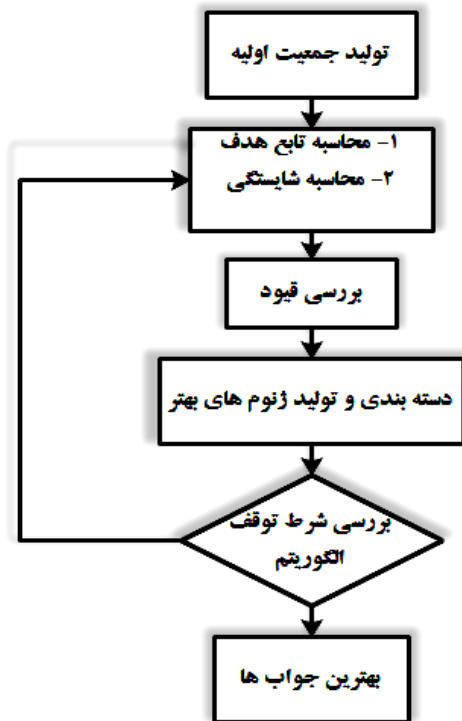 تولید جمعیت اولیه
۱- محاسبه تابع هدف
۲- محاسبه شایستگی
بررسی قیود
دسته بندی و تولید ژنوم های بهتر
بررسی شرط توقف
الگوریتم
بهترین جواب ها